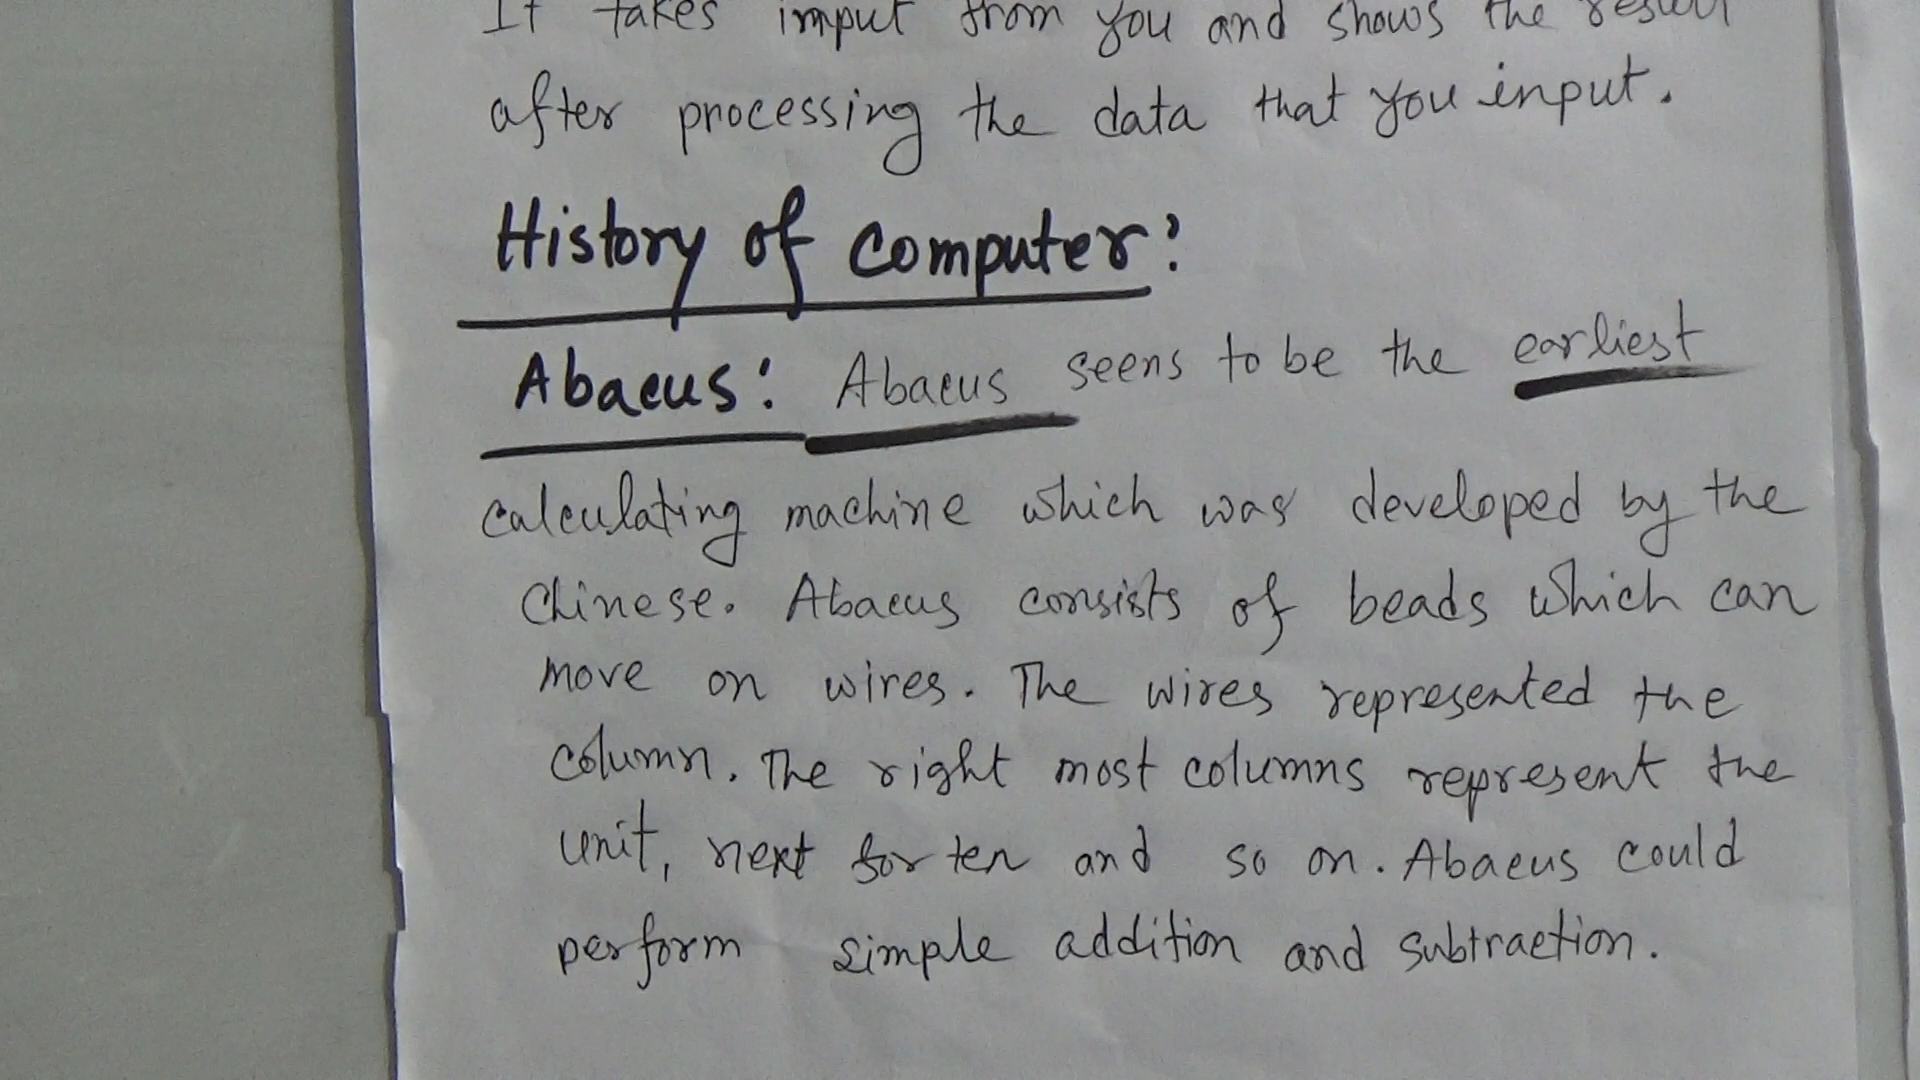 It takes imput from you and shows the result
after processing the data that you input.
History of computer:
Abacus: Abacus seens to be the earliest
calculating machine which was developed by the
Chinese. Abacus consists of beads which can
move on wires. The wires represented the
column. The right most columns represent the
unit, next for ten and so on. Abacus could
perform simple addition and subtraction.